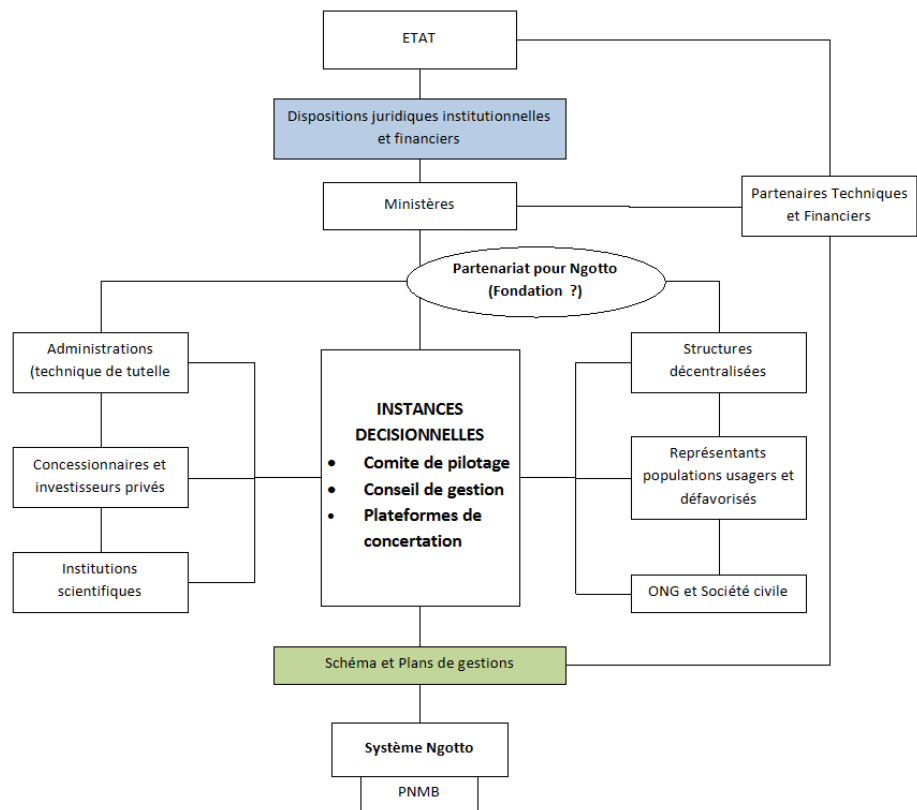 ETAT
Dispositions juridiques institutionnelles
et financiers
Ministères
Partenaires Techniques
et Financiers
Partenariat pour Ngotto
(Fondation ?)
Administrations
(technique de tutelle
Structures
décentralisées
INSTANCES
DECISIONNELLES
• Comite de pilotage
• Conseil de gestion
• Plateformes de
concertation
Concessionnaires et
investisseurs privés
Représentants
populations usagers et
défavorisés
Institutions
scientifiques
ONG et Société civile
Schéma et Plans de gestions
Système Ngotto
PNMB